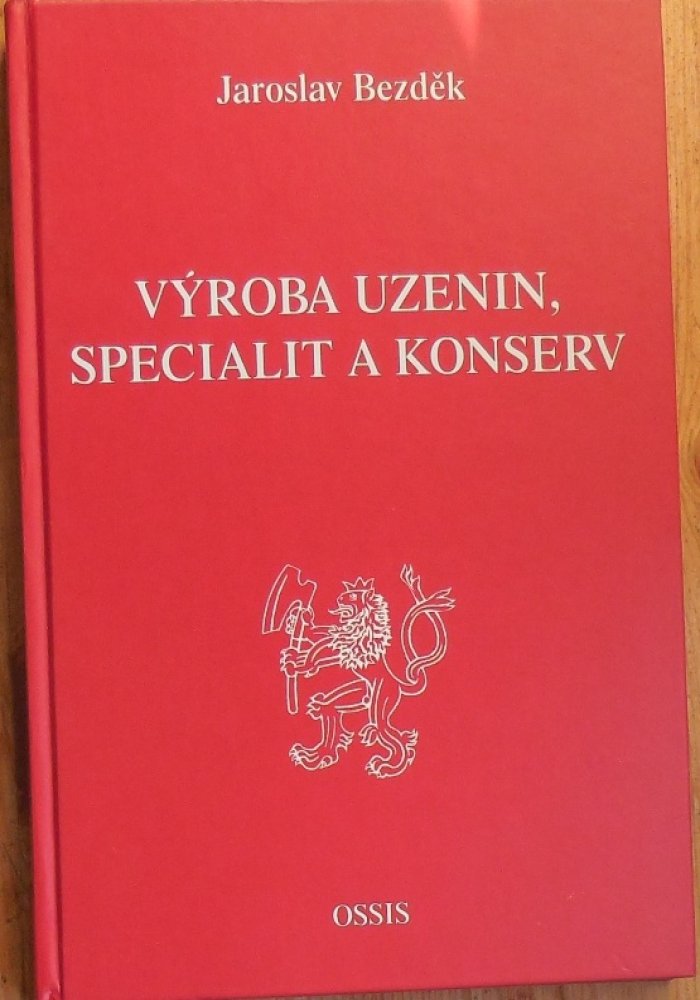 Jaroslav Bezděk
VÝROBA UZENIN,
SPECIALIT A KONSERV
OSSIS